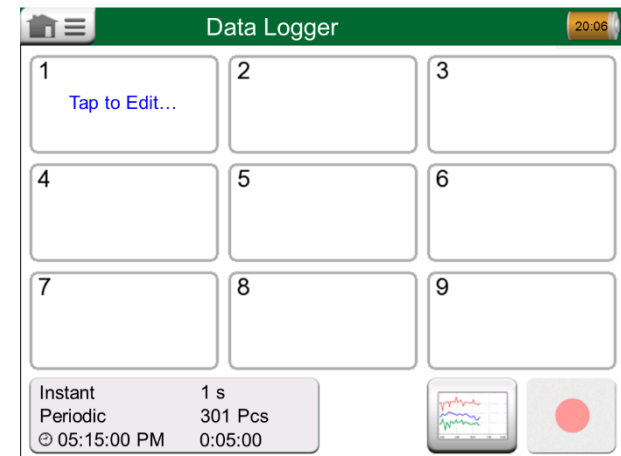 Data Logger
20:06
1
Tap to Edit...
2
3
4
5
6
7
8
9
Instant 1 s
Periodic 301 Pcs
05:15:00 PM 0:05:00